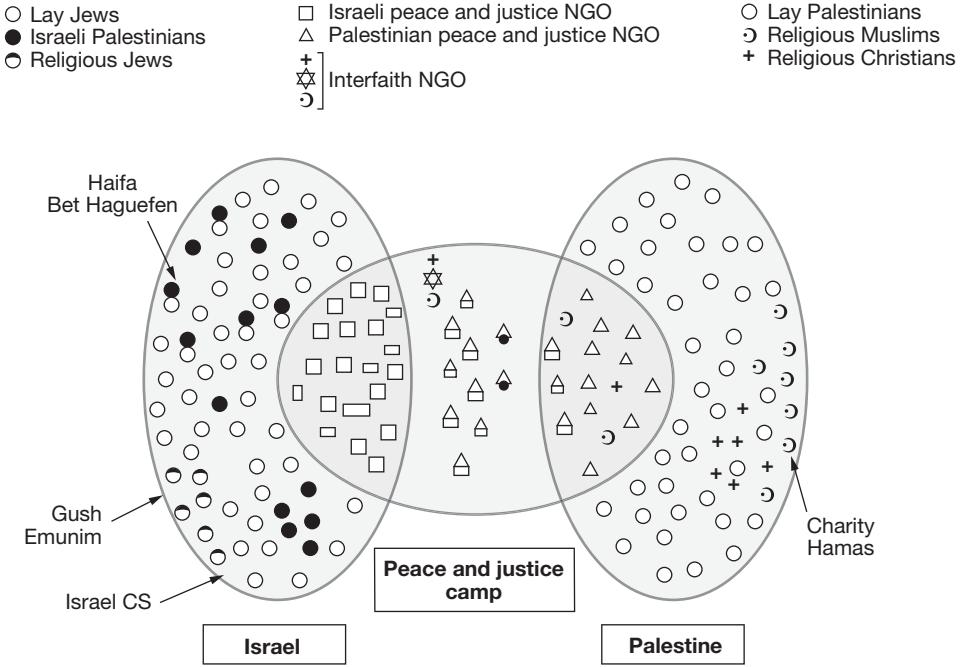 Lay Jews
Israeli Palestinians
Religious Jews
Israeli peace and justice NGO
Palestinian peace and justice NGO
Interfaith NGO
Lay Palestinians
Religious Muslims
Religious Christians
Haifa
Bet Haguefen
Gush
Emunim
Israel CS
Charity
Hamas
Peace and justice
camp
Israel
Palestine